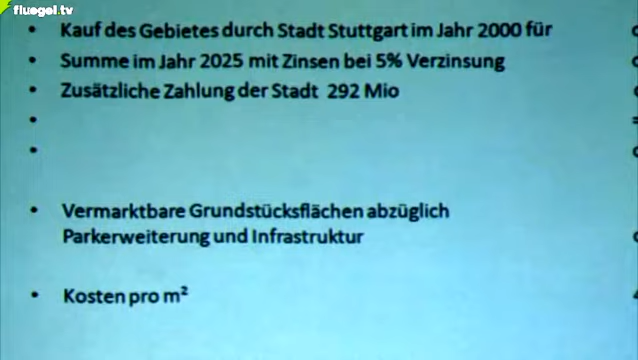 fluegel.tv
• Kauf des Gebietes durch Stadt Stuttgart im Jahr 2000 für
• Summe im Jahr 2025 mit Zinsen bei 5% Verzinsung
• Zusätzliche Zahlung der Stadt 292 Mio
•
•
• Vermarktbare Grundstücksflächen abzüglich
Parkerweiterung und Infrastruktur
• Kosten pro m²